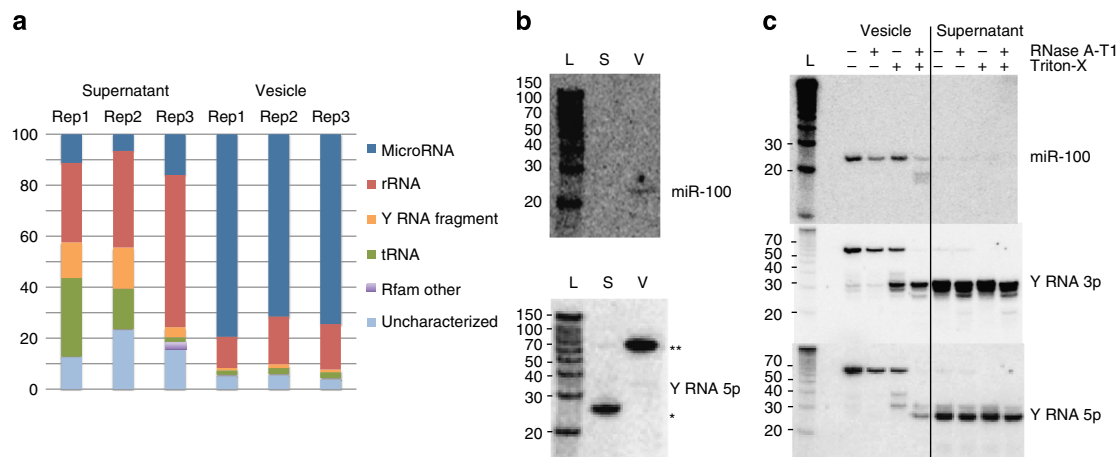 a
Supernatant Vesicle
Rep1 Rep2 Rep3 Rep1 Rep2 Rep3
100
80
60
40
20
0
MicroRNA
rRNA
Y RNA fragment
tRNA
Rfam other
Uncharacterized
b
L S V
150
100
70
50
40
30
20
miR-100
L S V
150
100
70
50
40
30
20
**
Y RNA 5p
*
c
Vesicle Supernatant
L − + − + − + − + RNase A-T1
− − + + − − + + Triton-X
30
20
miR-100
70
50
40
30
20
Y RNA 3p
70
50
40
30
20
Y RNA 5p